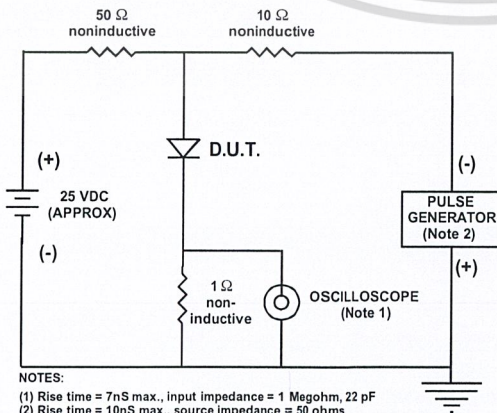 50 Ω
noninductive
10 Ω
noninductive
D.U.T.
(+)
25 VDC
(APPROX)
(-)
(-)
PULSE
GENERATOR
(Note 2)
(+)
1 Ω
non-
inductive
OSCILLOSCOPE
(Note 1)
NOTES:
(1) Rise time = 7nS max., input impedance = 1 Megohm, 22 pF
(2) Rise time = 10nS max., source impedance = 50 ohms